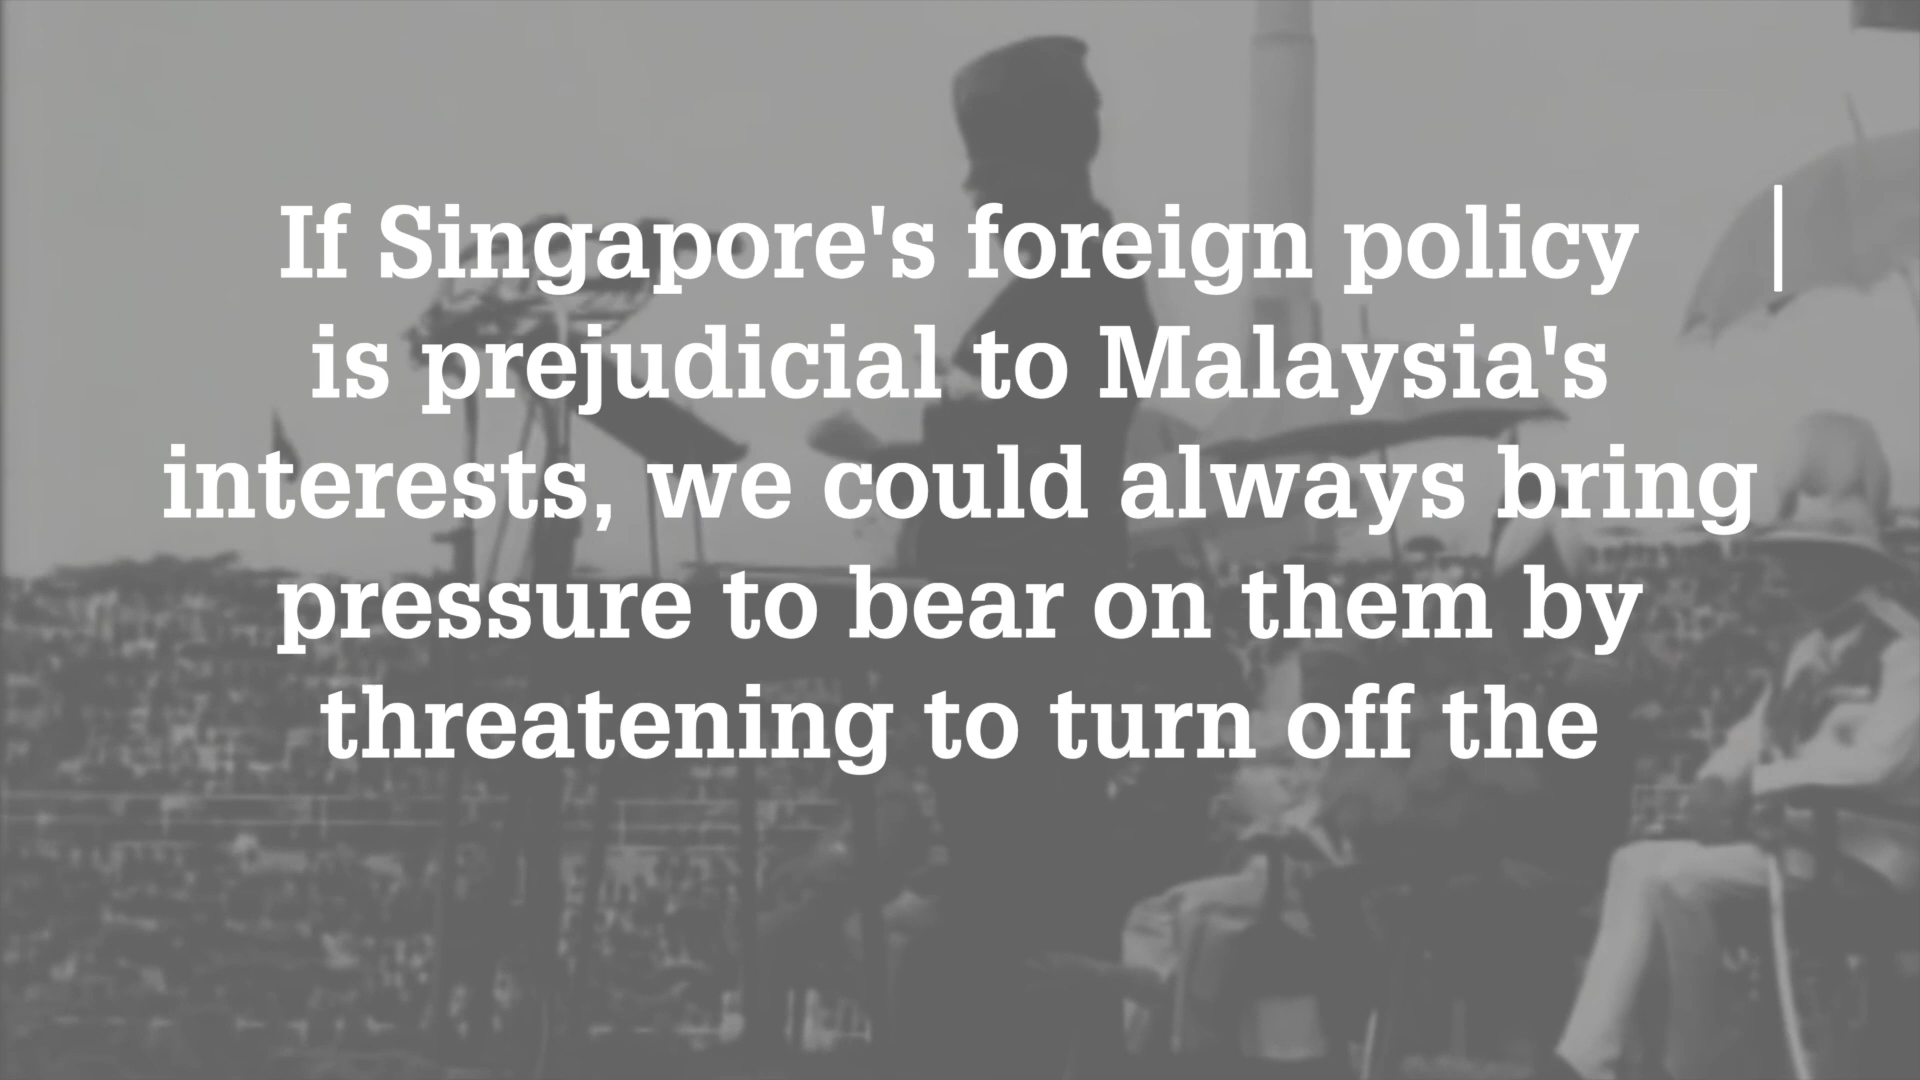 If Singapore's foreign policy
is prejudicial to Malaysia's
interests, we could always bring
pressure to bear on them by
threatening to turn off the